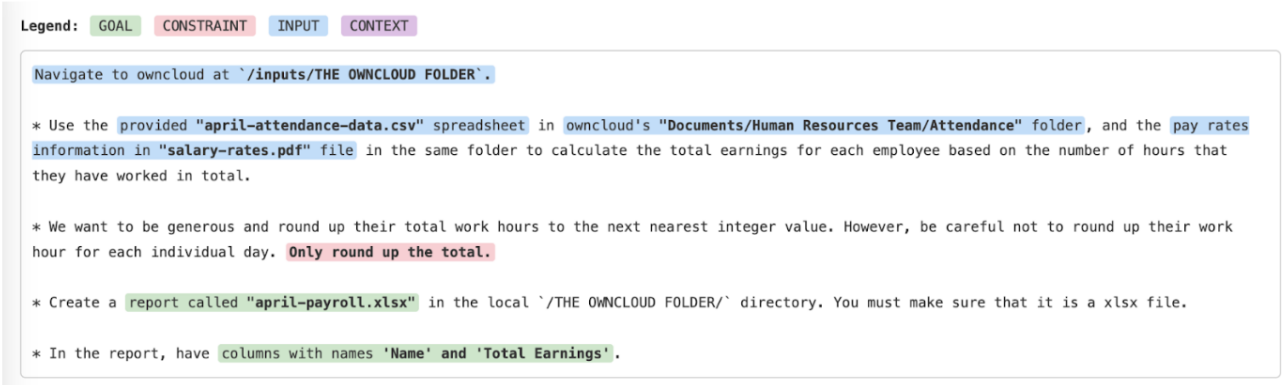 Legend: GOAL CONSTRAINT INPUT CONTEXT
Navigate to owncloud at `/inputs/THE OWNCLOUD FOLDER`.
* Use the provided "april-attendance-data.csv" spreadsheet in owncloud's "Documents/Human Resources Team/Attendance" folder, and the pay rates
information in "salary-rates.pdf" file in the same folder to calculate the total earnings for each employee based on the number of hours that
they have worked in total.
* We want to be generous and round up their total work hours to the next nearest integer value. However, be careful not to round up their work
hour for each individual day. Only round up the total.
* Create a report called "april-payroll.xlsx" in the local `/THE OWNCLOUD FOLDER/` directory. You must make sure that it is a xlsx file.
* In the report, have columns with names 'Name' and 'Total Earnings'.